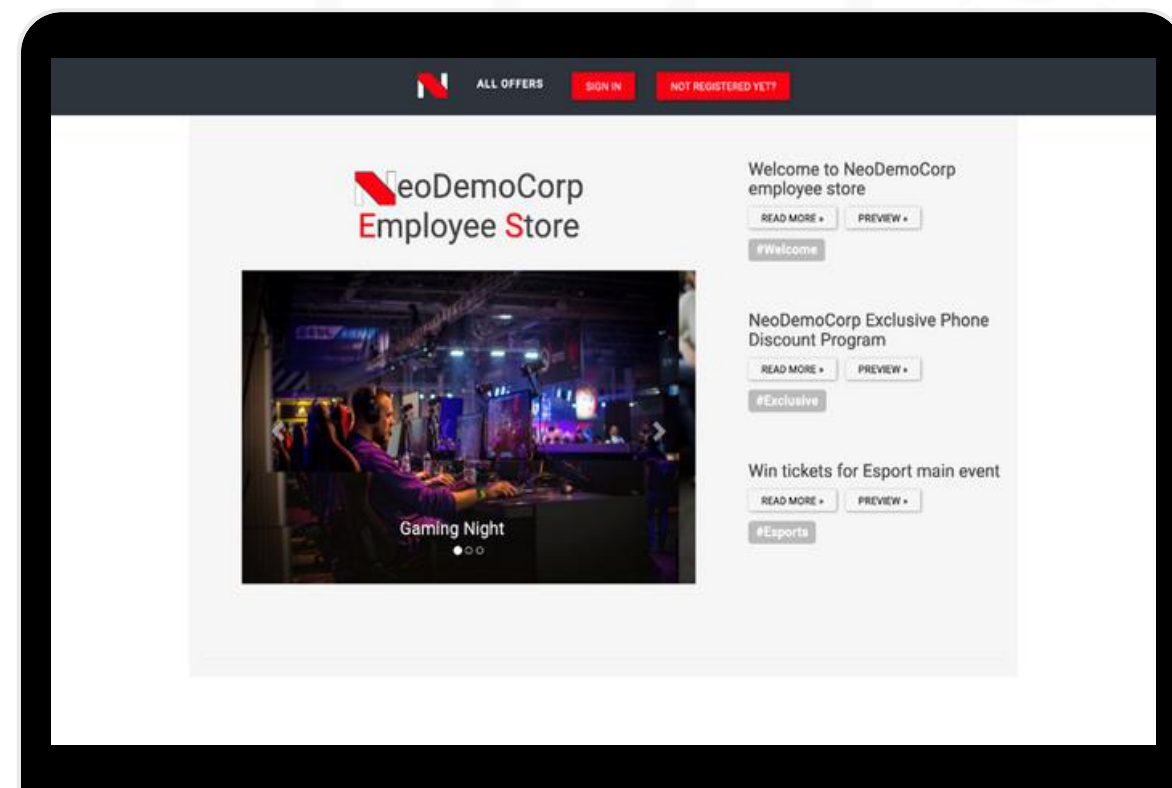 N
ALL OFFERS
SIGN IN
NOT REGISTERED YET?
NeoDemoCorp
Employee Store
Gaming Night
Welcome to NeoDemoCorp
employee store
READ MORE »
PREVIEW »
#Welcome
NeoDemoCorp Exclusive Phone
Discount Program
READ MORE »
PREVIEW »
#Exclusive
Win tickets for Esport main event
READ MORE »
PREVIEW »
#Esports